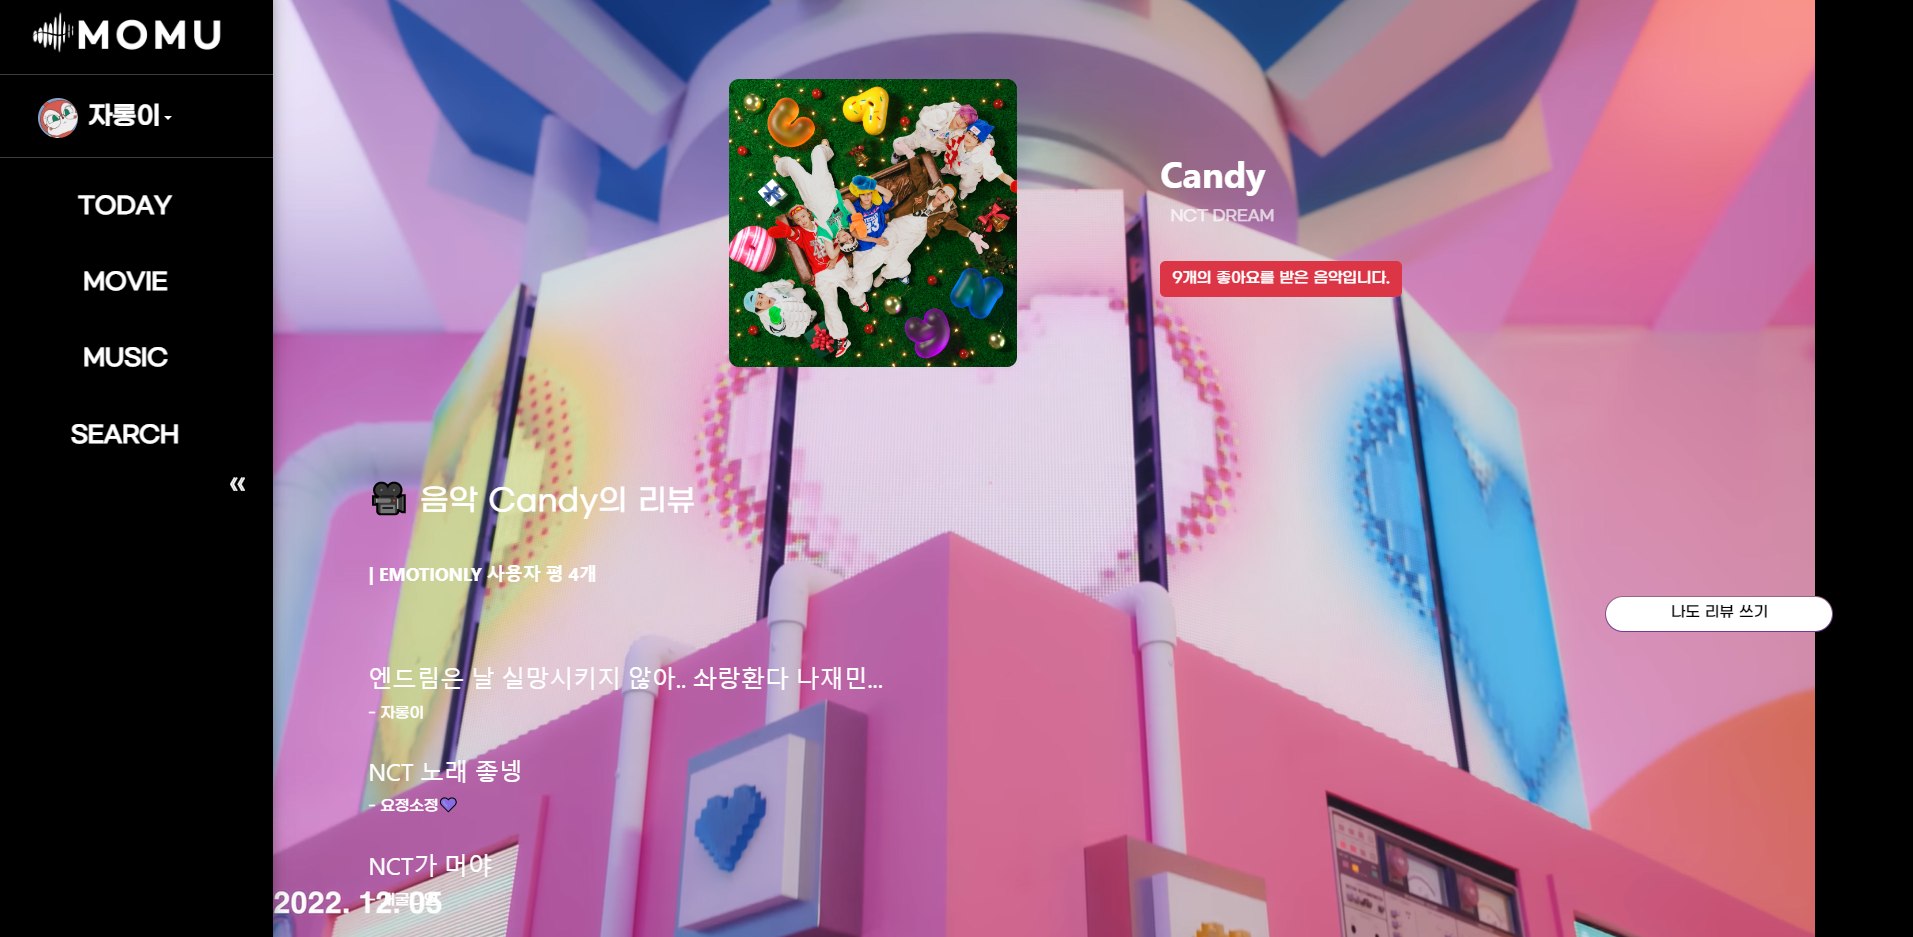 MOMU
자롱이
TODAY
MOVIE
MUSIC
SEARCH
«
Candy
NCT DREAM
9개의 좋아요를 받은 음악입니다.
음악 Candy의 리뷰
| EMOTIONLY 사용자 평 4개
나도 리뷰 쓰기
엔드림은 날 실망시키지 않아.. 솨랑환다 나재민...
- 자롱이
NCT 노래 좋넹
- 요정소정💜
NCT가 머야
2022. 12. 05